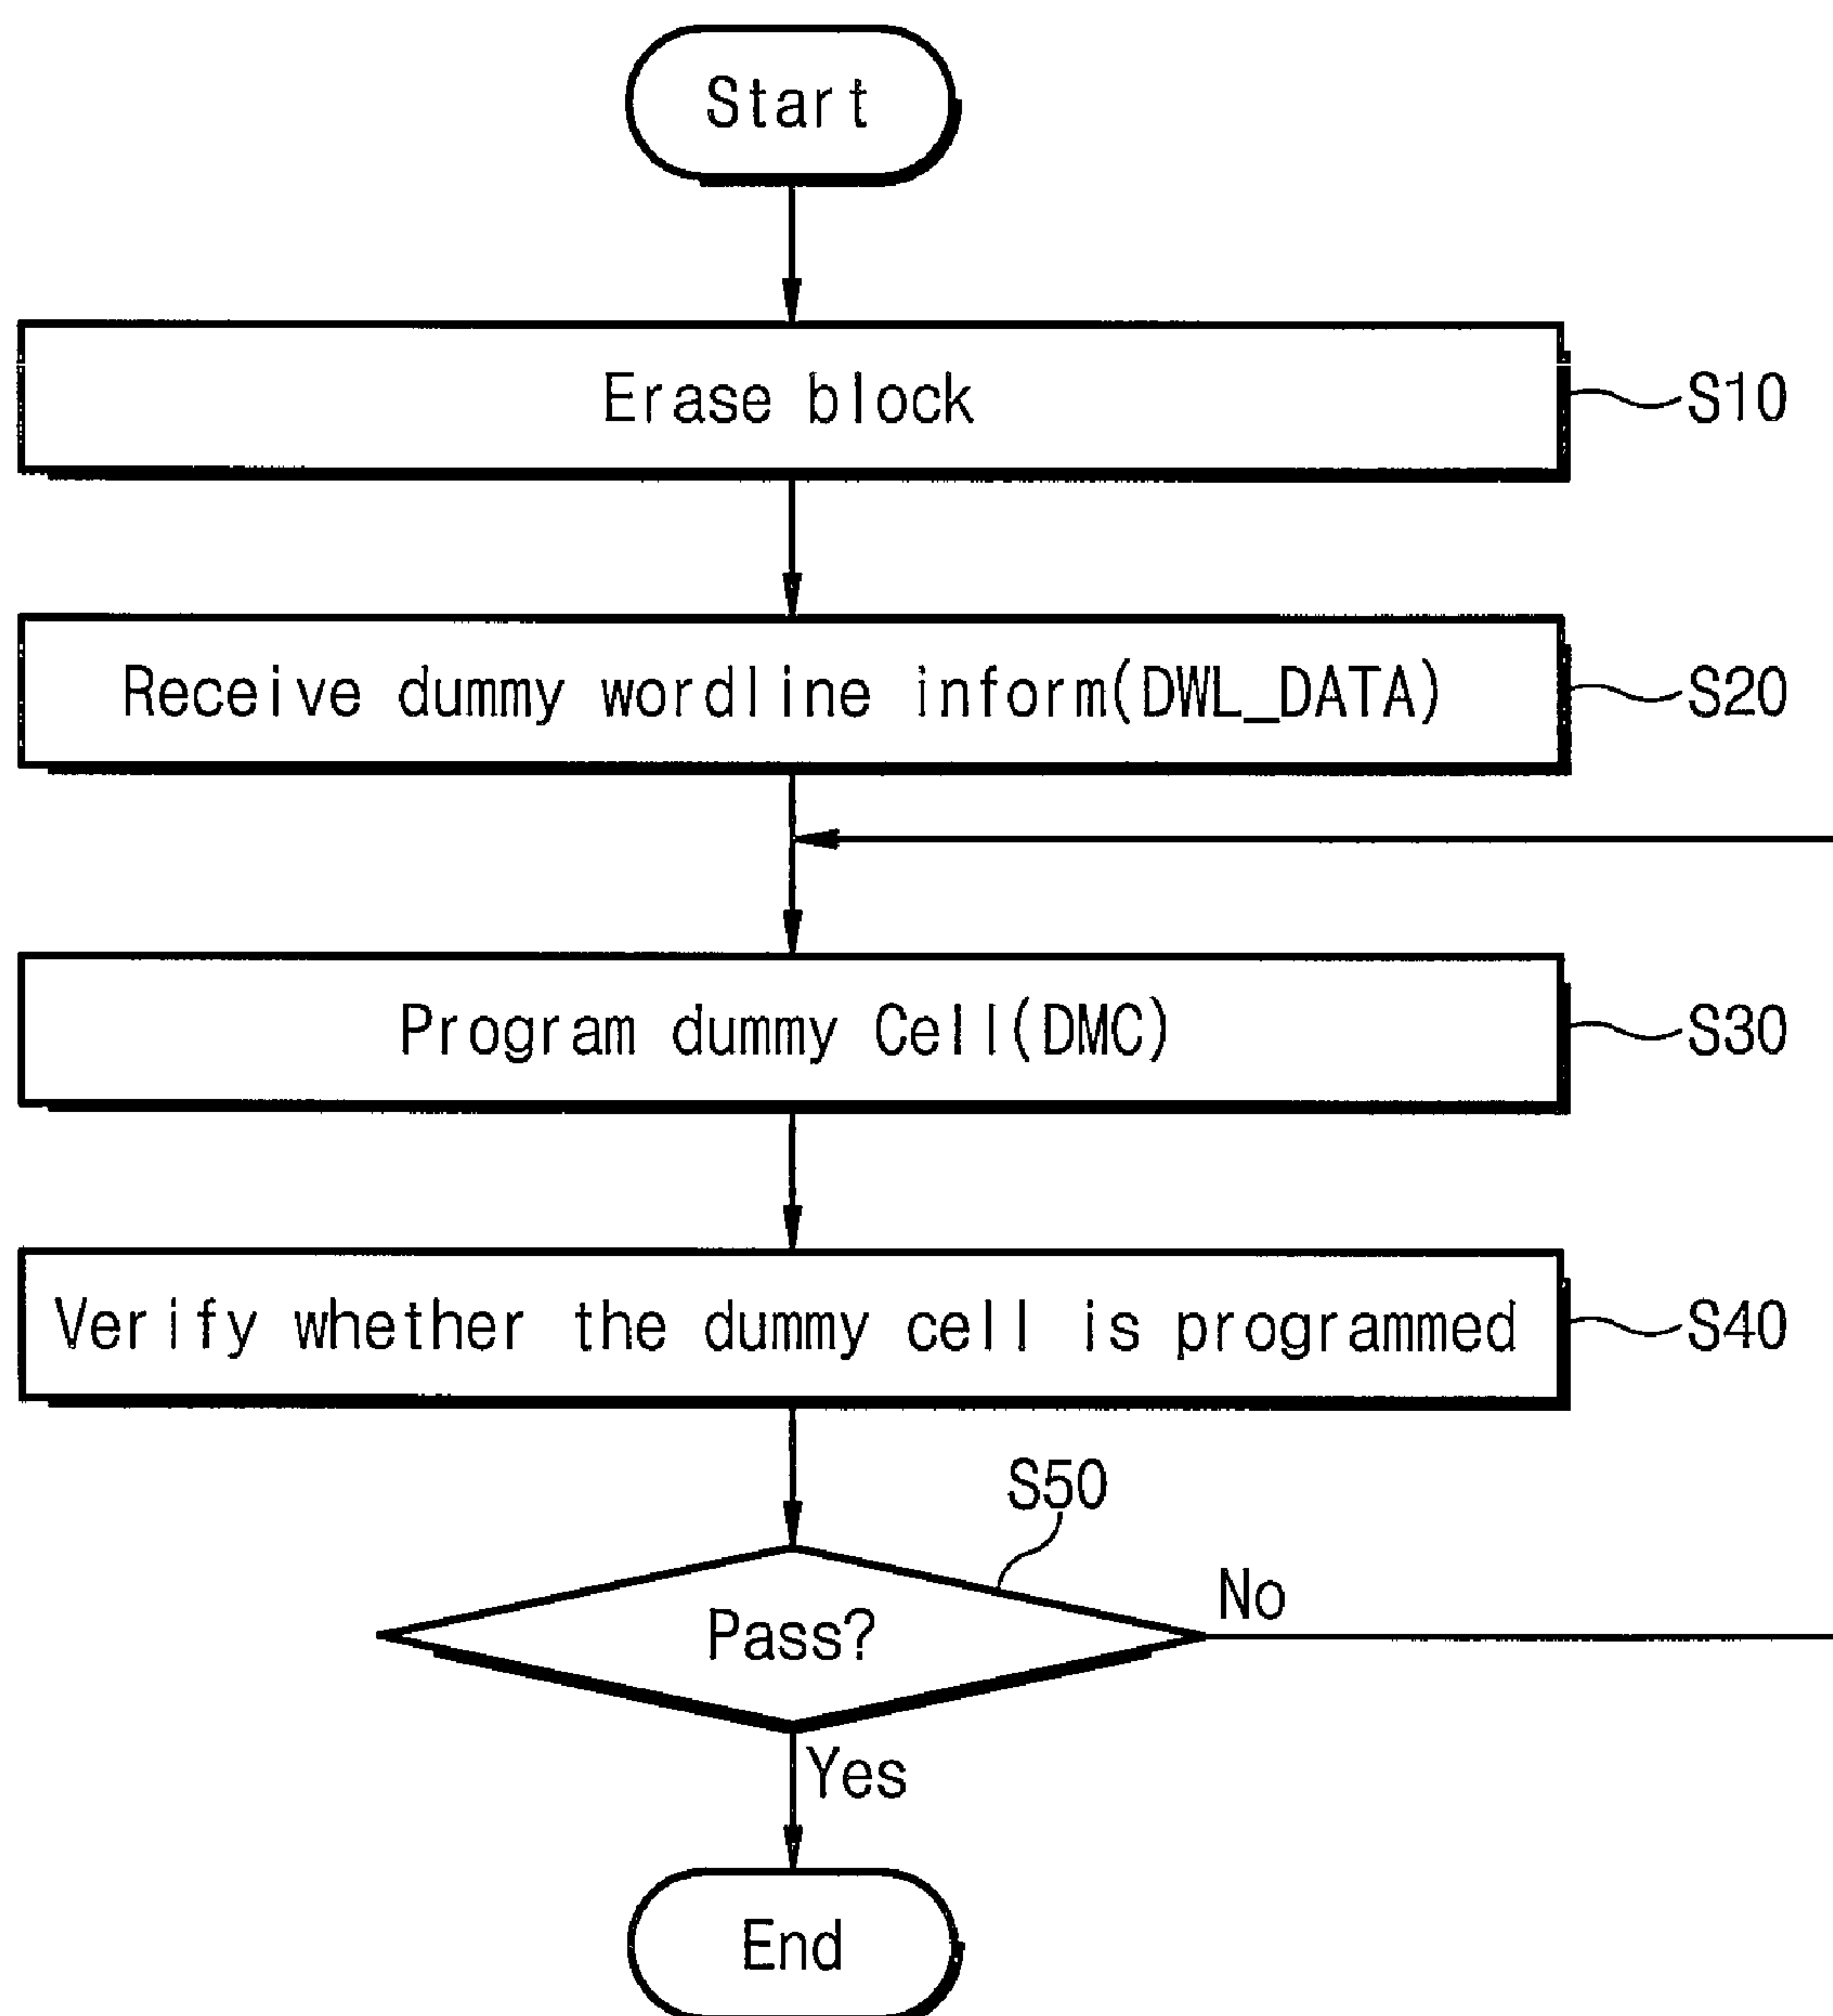 Start
Erase block
S10
Receive dummy wordline inform(DWL_DATA)
S20
Program dummy Cell(DMC)
S30
Verify whether the dummy cell is programmed
S40
S50
Pass?
No
Yes
End